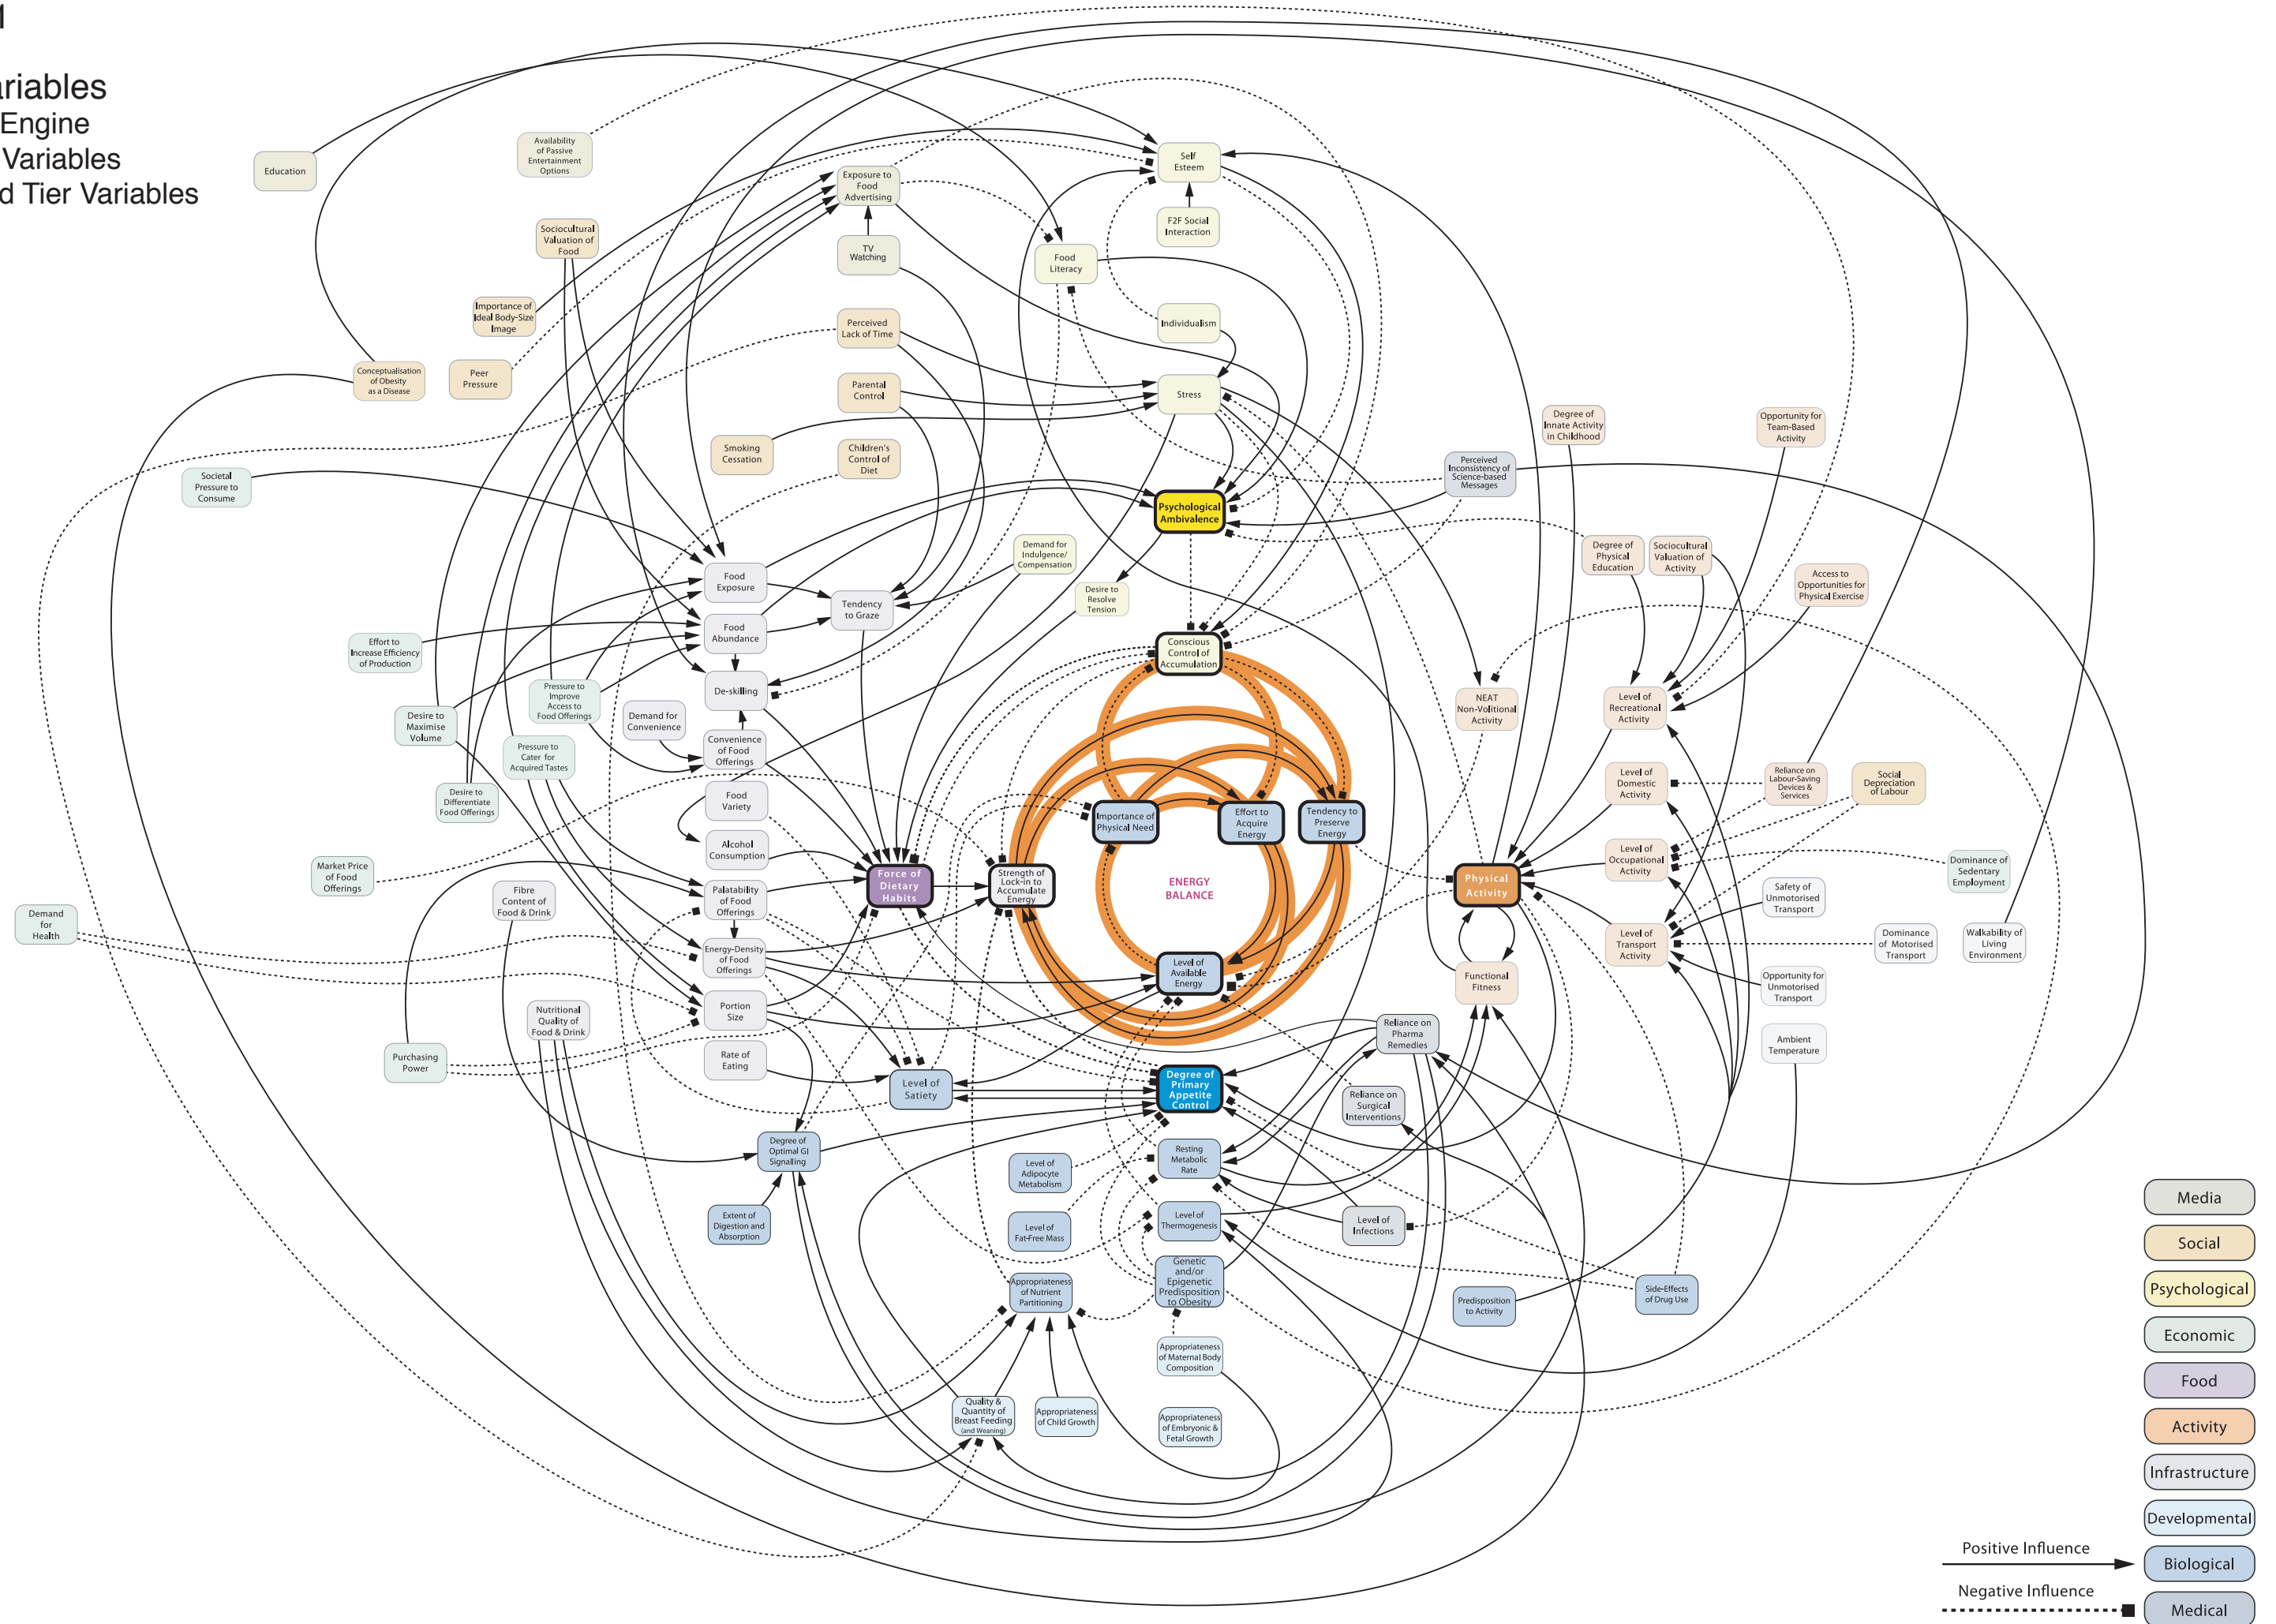 ariables
Engine
Variables
d Tier Variables
Education
Availability
of Passive
Entertainment
Options
Exposure to
Food
Advertising
TV
Watching
Self
Esteem
F2F Social
Interaction
Food
Literacy
Individualism
Stress
Sociocultural
Valuation of
Food
Importance of
Ideal Body-Size
Image
Conceptualisation
of Obesity
as a Disease
Peer
Pressure
Perceived
Lack of Time
Parental
Control
Smoking
Cessation
Children's
Control of
Diet
Societal
Pressure to
Consume
Psychological
Ambivalence
Perceived
Inconsistency of
Science-based
Messages
Degree of
Innate Activity
in Childhood
Opportunity for
Team-Based
Activity
Demand for
Indulgence/
Compensation
Desire to
Resolve
Tension
Degree of
Physical
Education
Sociocultural
Valuation of
Activity
Access to
Opportunities for
Physical Exercise
Food
Exposure
Tendency
to Graze
Food
Abundance
De-skilling
Effort to
Increase Efficiency
of Production
Pressure to
Improve
Access to
Food Offerings
Desire to
Maximise
Volume
Demand for
Convenience
Convenience
of Food
Offerings
Pressure to
Cater for
Acquired Tastes
Desire to
Differentiate
Food Offerings
Food
Variety
Alcohol
Consumption
Conscious
Control of
Accumulation
NEAT
Non-Volitional
Activity
Level of
Recreational
Activity
Level of
Domestic
Activity
Reliance on
Labour-Saving
Devices &
Services
Social
Depreciation
of Labour
Importance of
Physical Need
Effort to
Acquire
Energy
Tendency to
Preserve
Energy
Market Price
of Food
Offerings
Force of
Dietary
Habits
Strength of
Lock-in to
Accumulate
Energy
ENERGY
BALANCE
Physical
Activity
Level of
Occupational
Activity
Dominance of
Sedentary
Employment
Safety of
Unmotorised
Transport
Demand
for
Health
Fibre
Content of
Food & Drink
Palatability
of Food
Offerings
Energy-Density
of Food
Offerings
Level of
Available
Energy
Functional
Fitness
Level of
Transport
Activity
Dominance
of Motorised
Transport
Walkability of
Living
Environment
Opportunity for
Unmotorised
Transport
Nutritional
Quality of
Food & Drink
Portion
Size
Purchasing
Power
Rate of
Eating
Level of
Satiety
Degree of
Primary
Appetite
Control
Reliance on
Pharma
Remedies
Ambient
Temperature
Reliance on
Surgical
Interventions
Degree of
Optimal GI
Signalling
Level of
Adipocyte
Metabolism
Resting
Metabolic
Rate
Extent of
Digestion and
Absorption
Level of
Fat-Free Mass
Level of
Thermogenesis
Level of
Infections
Appropriateness
of Nutrient
Partitioning
Genetic
and/or
Epigenetic
Predisposition
to Obesity
Predisposition
to Activity
Side-Effects
of Drug Use
Appropriateness
of Maternal Body
Composition
Quality &
Quantity of
Breast Feeding
(and Weaning)
Appropriateness
of Child Growth
Appropriateness
of Embryonic &
Fetal Growth
Media
Social
Psychological
Economic
Food
Activity
Infrastructure
Developmental
Biological
Medical
Positive Influence
Negative Influence